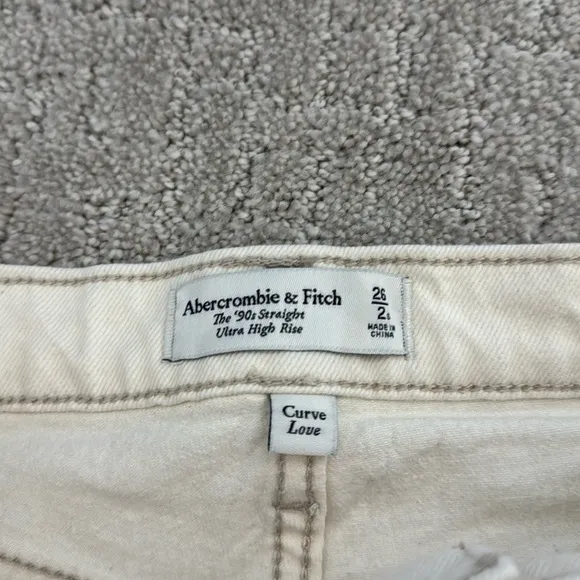 Abercrombie & Fitch
The '90s Straight
Ultra High Rise
26
2s
MADE IN
CHINA
Curve
Love